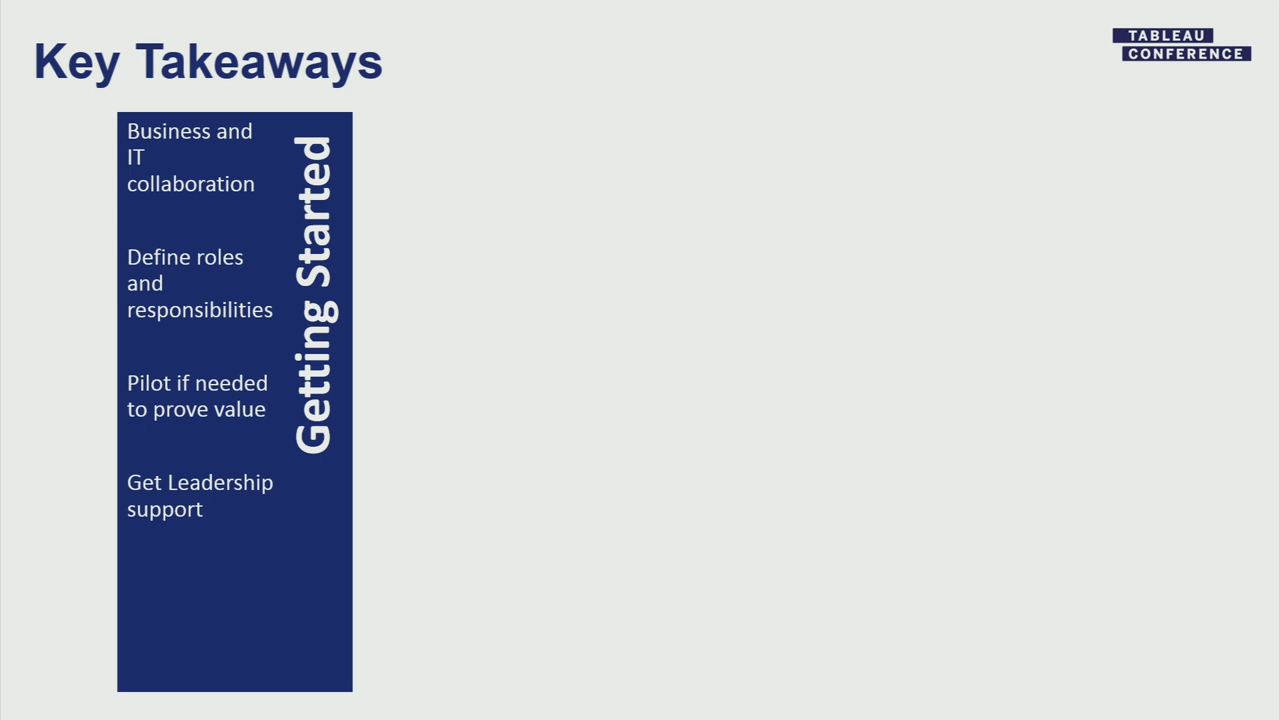 Key Takeaways
TABLEAU
CONFERENCE
Business and
IT
collaboration
Define roles
and
responsibilities
Pilot if needed
to prove value
Get Leadership
support
Getting Started